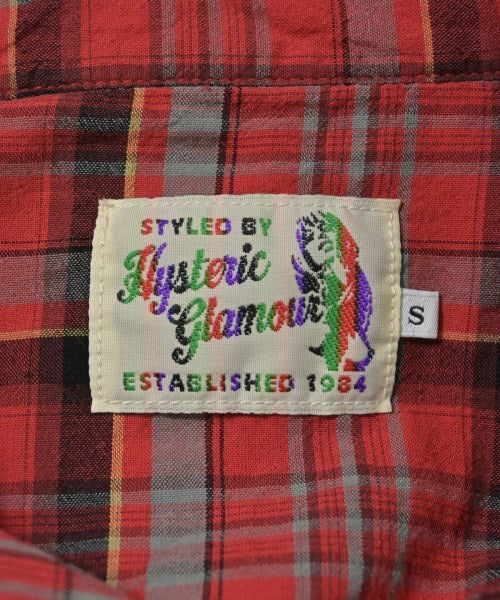 STYLED BY
Hysteric
Glamour
S
ESTABLISHED 1984